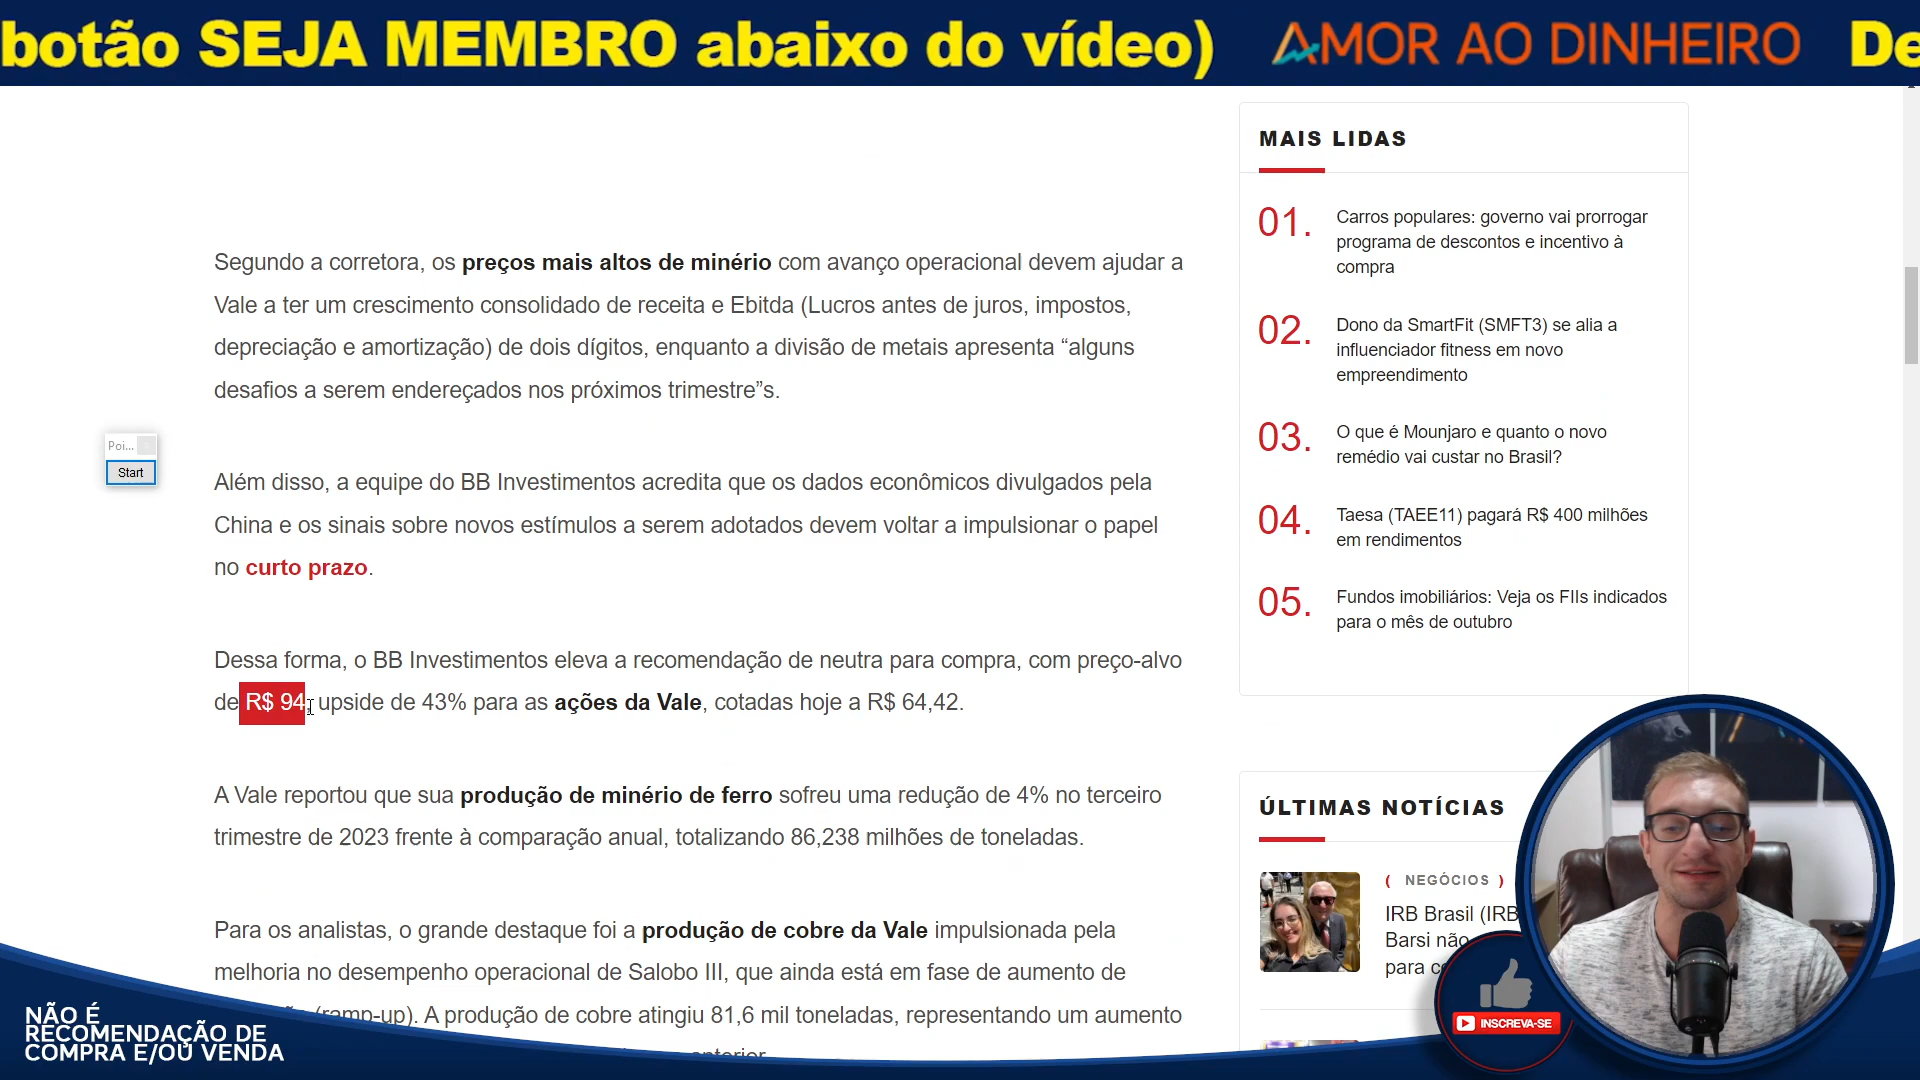 botão SEJA MEMBRO abaixo do vídeo) AMOR AO DINHEIRO De
Segundo a corretora, os preços mais altos de minério com avanço operacional devem ajudar a
Vale a ter um crescimento consolidado de receita e Ebitda (Lucros antes de juros, impostos,
depreciação e amortização) de dois dígitos, enquanto a divisão de metais apresenta “alguns
desafios a serem endereçados nos próximos trimestre”s.
Poi...
Start
Além disso, a equipe do BB Investimentos acredita que os dados econômicos divulgados pela
China e os sinais sobre novos estímulos a serem adotados devem voltar a impulsionar o papel
no curto prazo.
Dessa forma, o BB Investimentos eleva a recomendação de neutra para compra, com preço-alvo
de R$ 94, upside de 43% para as ações da Vale, cotadas hoje a R$ 64,42.
A Vale reportou que sua produção de minério de ferro sofreu uma redução de 4% no terceiro
trimestre de 2023 frente à comparação anual, totalizando 86,238 milhões de toneladas.
Para os analistas, o grande destaque foi a produção de cobre da Vale impulsionada pela
melhoria no desempenho operacional de Salobo III, que ainda está em fase de aumento de
(ramp-up). A produção de cobre atingiu 81,6 mil toneladas, representando um aumento
anterior
MAIS LIDAS
01. Carros populares: governo vai prorrogar
programa de descontos e incentivo à
compra
02. Dono da SmartFit (SMFT3) se alia a
influenciador fitness em novo
empreendimento
03. O que é Mounjaro e quanto o novo
remédio vai custar no Brasil?
04. Taesa (TAEE11) pagará R$ 400 milhões
em rendimentos
05. Fundos imobiliários: Veja os FIIs indicados
para o mês de outubro
ÚLTIMAS NOTÍCIAS
( NEGÓCIOS )
IRB Brasil (IRB
Barsi não
para
INSCREVA-SE
NÃO É
RECOMENDAÇÃO DE
COMPRA E/OU VENDA